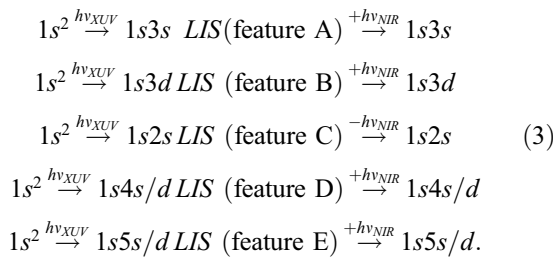 1s² hν_XUV → 1s3s LIS(feature A) +hν_NIR → 1s3s
1s² hν_XUV → 1s3d LIS (feature B) +hν_NIR → 1s3d
1s² hν_XUV → 1s2s LIS (feature C) −hν_NIR → 1s2s (3)
1s² hν_XUV → 1s4s/d LIS (feature D) +hν_NIR → 1s4s/d
1s² hν_XUV → 1s5s/d LIS (feature E) +hν_NIR → 1s5s/d.